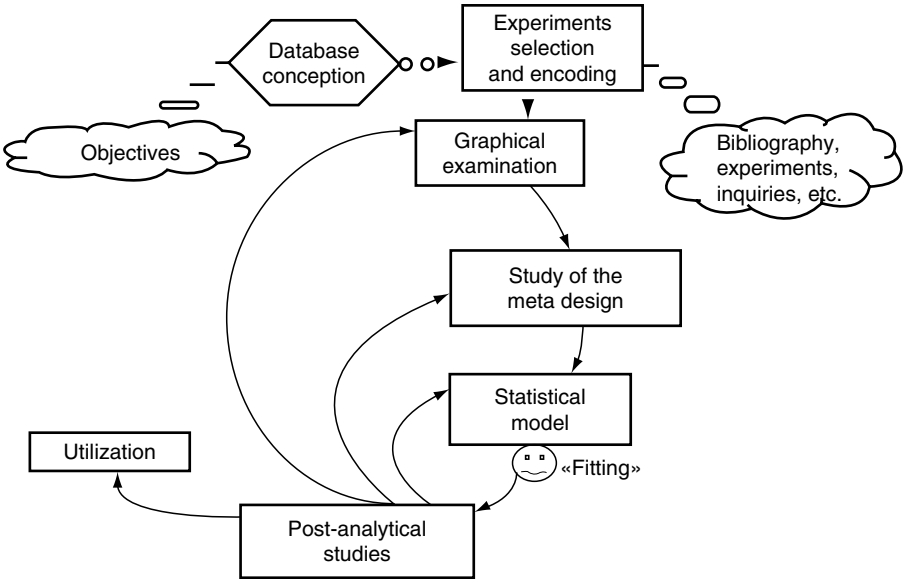 Database
conception
Experiments
selection
and encoding
Objectives
Graphical
examination
Bibliography,
experiments,
inquiries, etc.
Study of the
meta design
Statistical
model
«Fitting»
Utilization
Post-analytical
studies